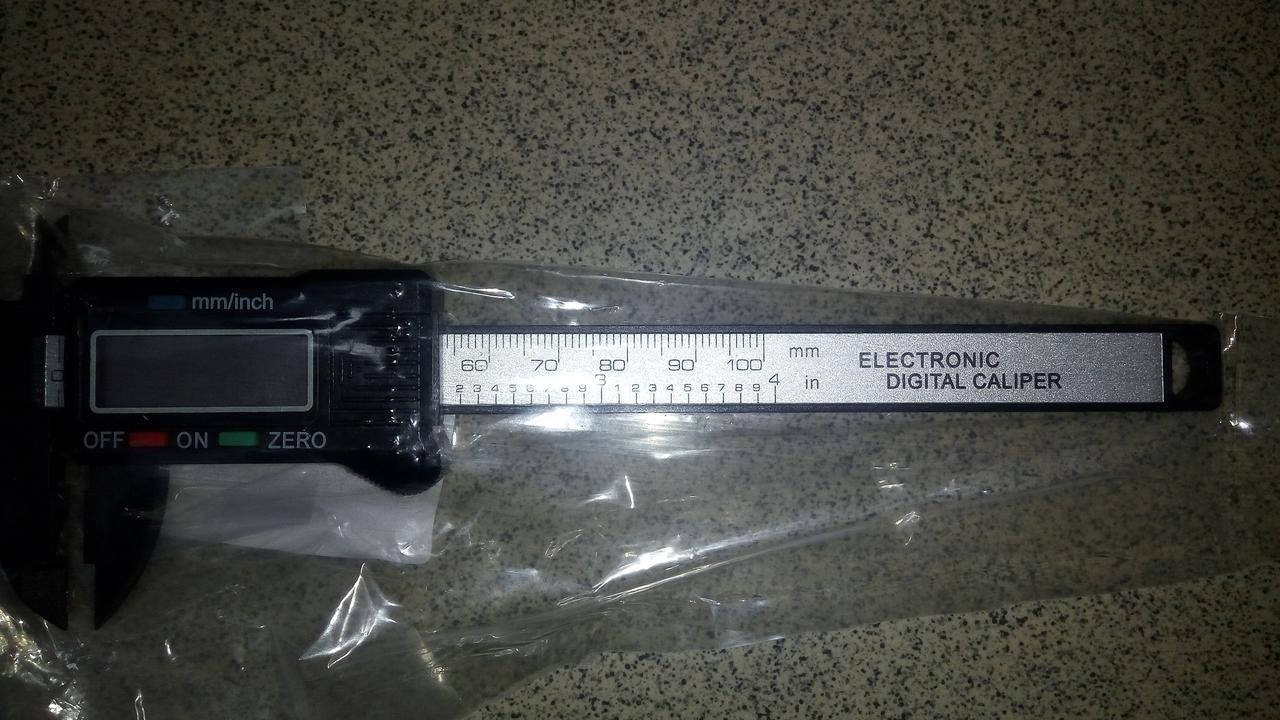 mm/inch
0
OFF ON ZERO
60 70 80 90 100 mm
2 3 4 5 6 7 8 9 3 1 2 3 4 5 6 7 8 9 4 in
ELECTRONIC
DIGITAL CALIPER